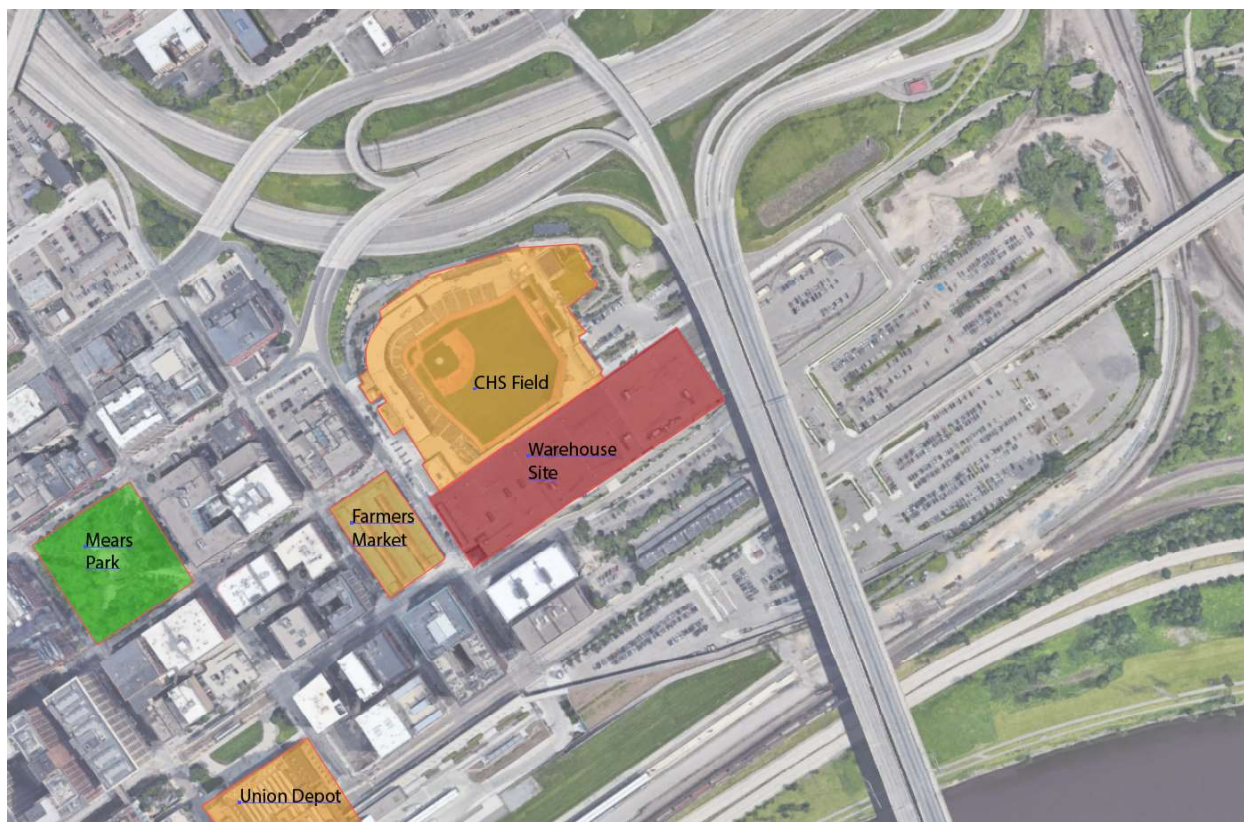 CHS Field
Warehouse
Site
Farmers
Market
Mears
Park
Union Depot